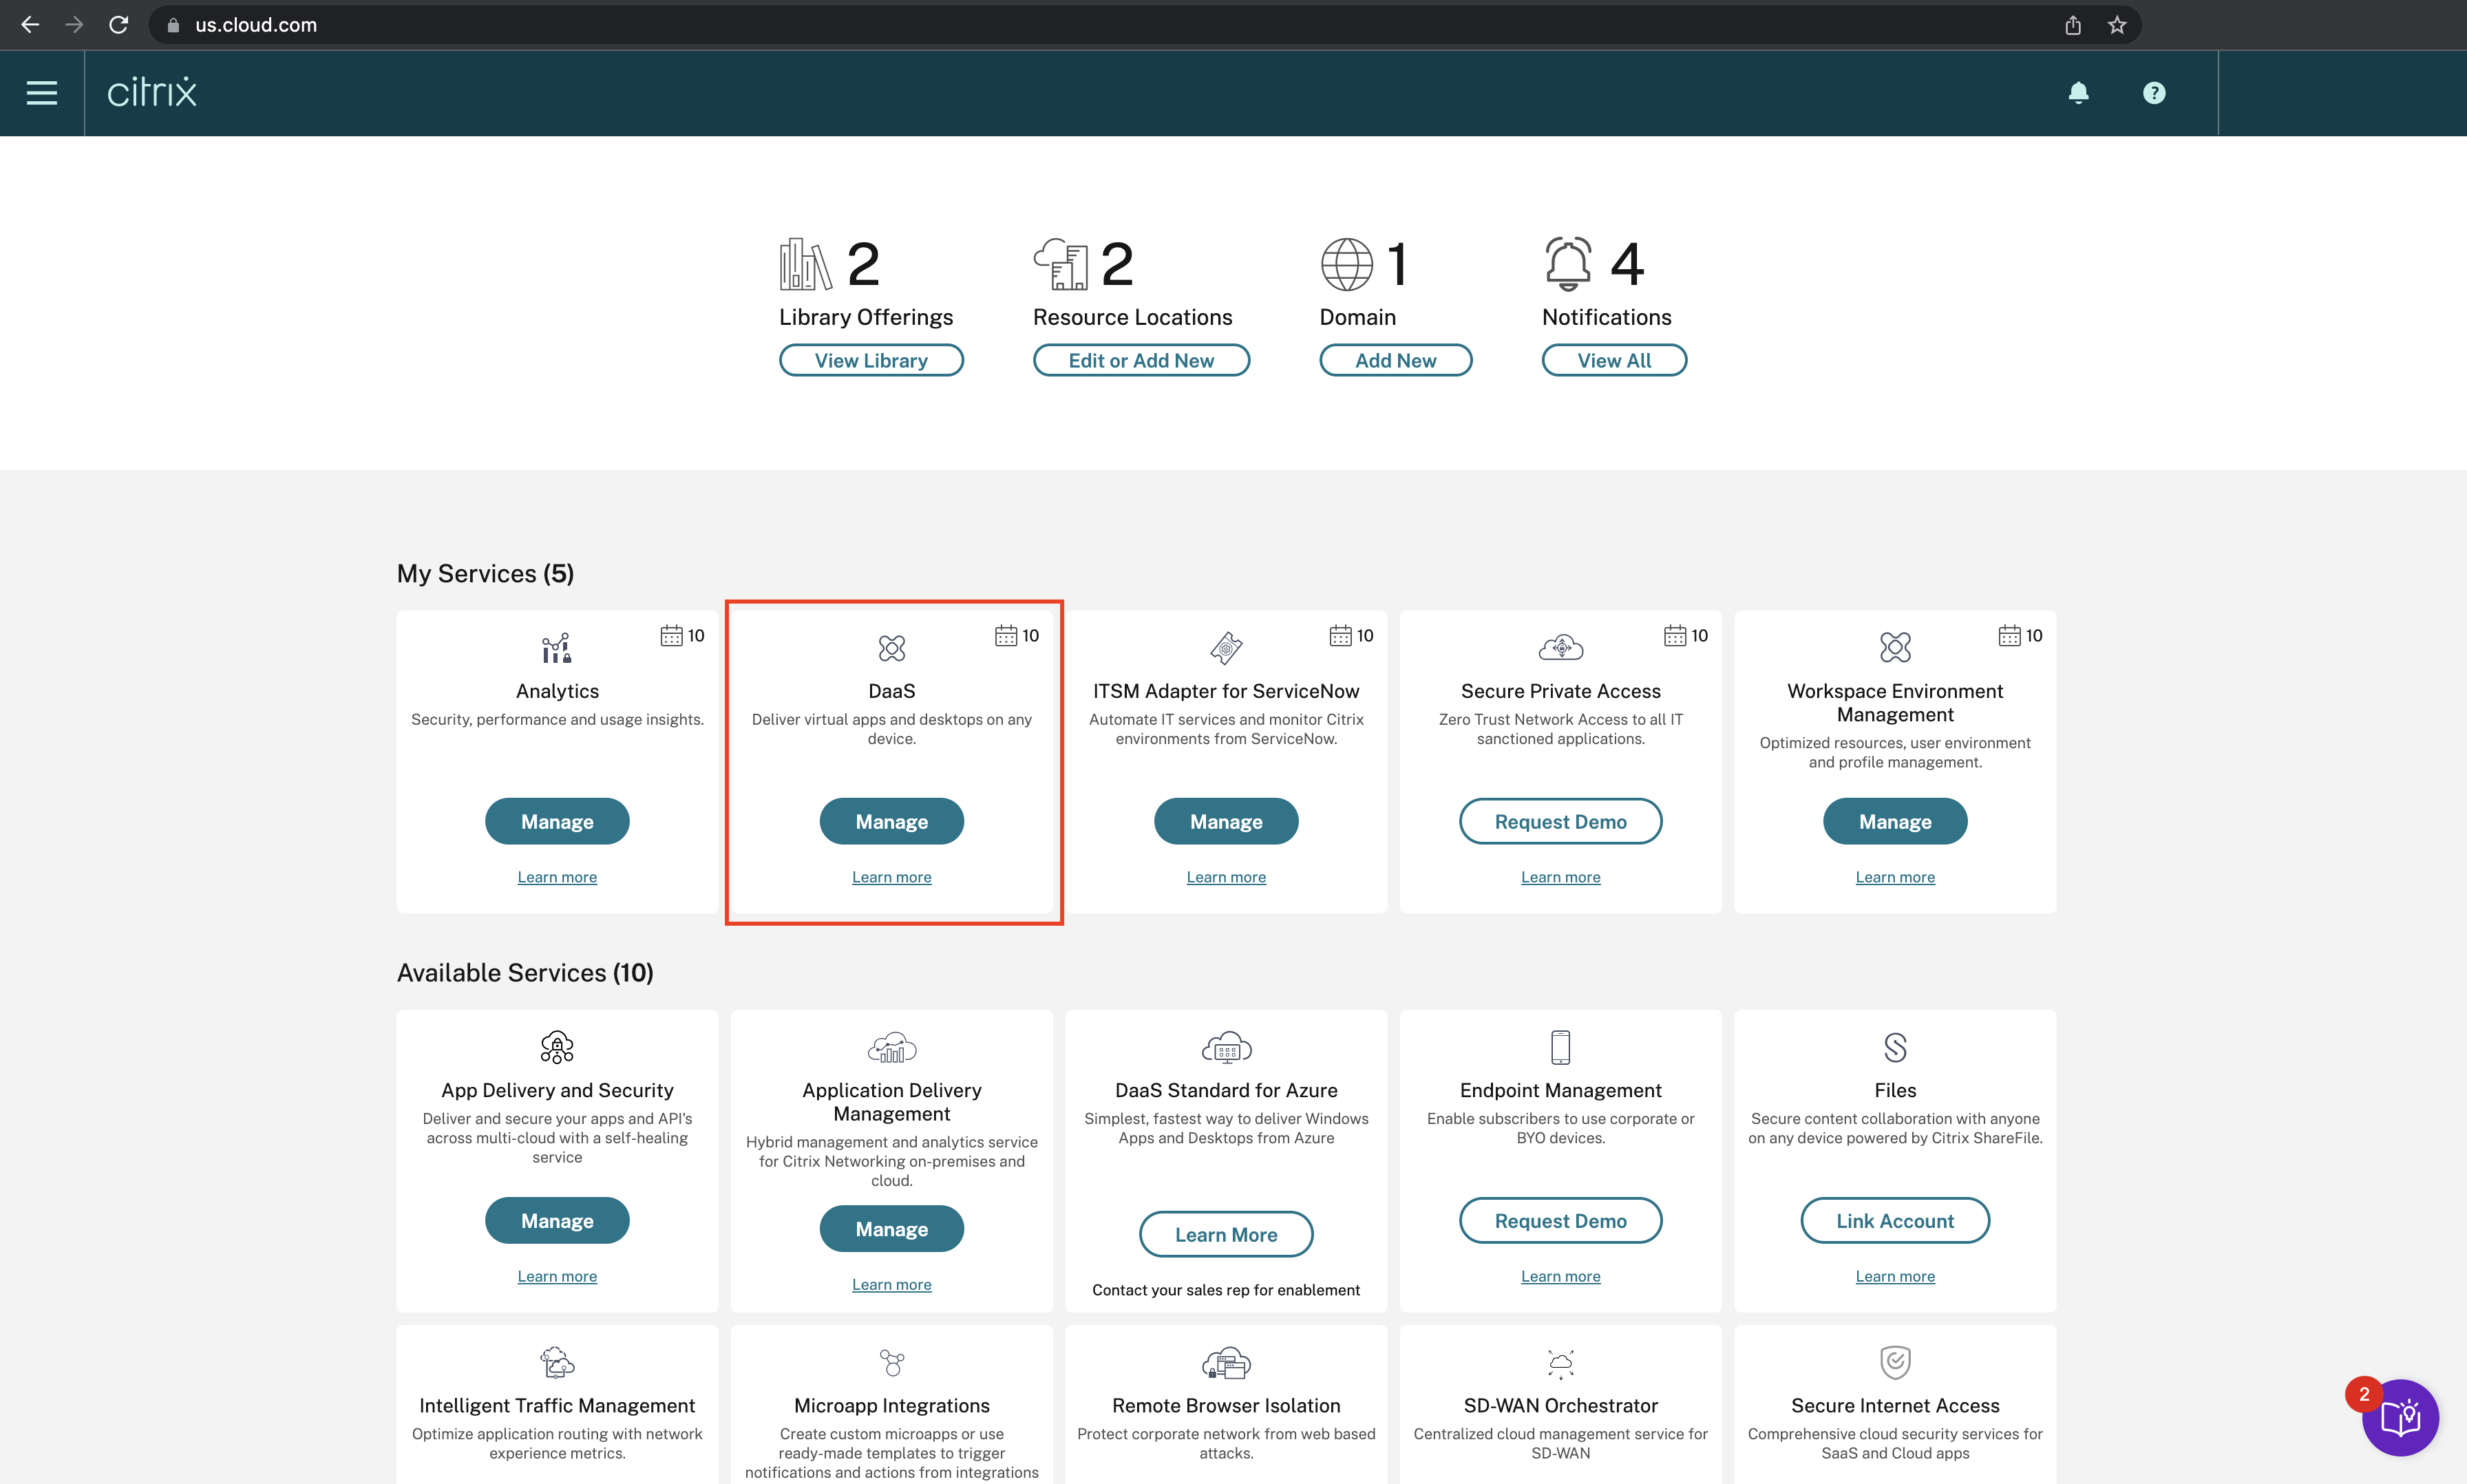 us.cloud.com
citrix
?
2
Library Offerings
View Library
2
Resource Locations
Edit or Add New
1
Domain
Add New
4
Notifications
View All
My Services (5)
10
Analytics
Security, performance and usage insights.
Manage
Learn more
10
DaaS
Deliver virtual apps and desktops on any
device.
Manage
Learn more
10
ITSM Adapter for ServiceNow
Automate IT services and monitor Citrix
environments from ServiceNow.
Manage
Learn more
10
Secure Private Access
Zero Trust Network Access to all IT
sanctioned applications.
Request Demo
Learn more
10
Workspace Environment
Management
Optimized resources, user environment
and profile management.
Manage
Learn more
Available Services (10)
App Delivery and Security
Deliver and secure your apps and API's
across multi-cloud with a self-healing
service
Manage
Learn more
Application Delivery
Management
Hybrid management and analytics service
for Citrix Networking on-premises and
cloud.
Manage
Learn more
DaaS Standard for Azure
Simplest, fastest way to deliver Windows
Apps and Desktops from Azure
Learn More
Contact your sales rep for enablement
Endpoint Management
Enable subscribers to use corporate or
BYO devices.
Request Demo
Learn more
Files
Secure content collaboration with anyone
on any device powered by Citrix ShareFile.
Link Account
Learn more
Intelligent Traffic Management
Optimize application routing with network
experience metrics.
Microapp Integrations
Create custom microapps or use
ready-made templates to trigger
notifications and actions from integrations
Remote Browser Isolation
Protect corporate network from web based
attacks.
SD-WAN Orchestrator
Centralized cloud management service for
SD-WAN
Secure Internet Access
Comprehensive cloud security services for
SaaS and Cloud apps
2